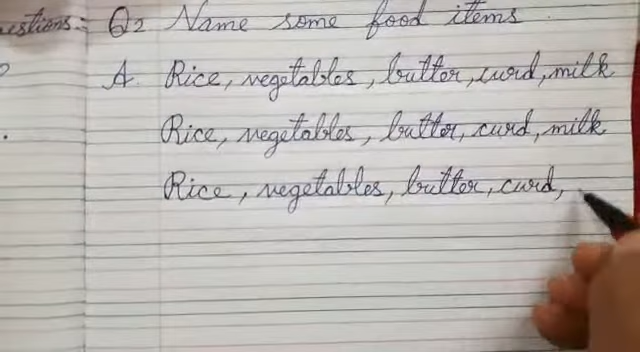 Q2 Name some food items
A. Rice, vegetables, butter, curd, milk
Rice, vegetables, butter, curd, milk
Rice, vegetables, butter, curd,